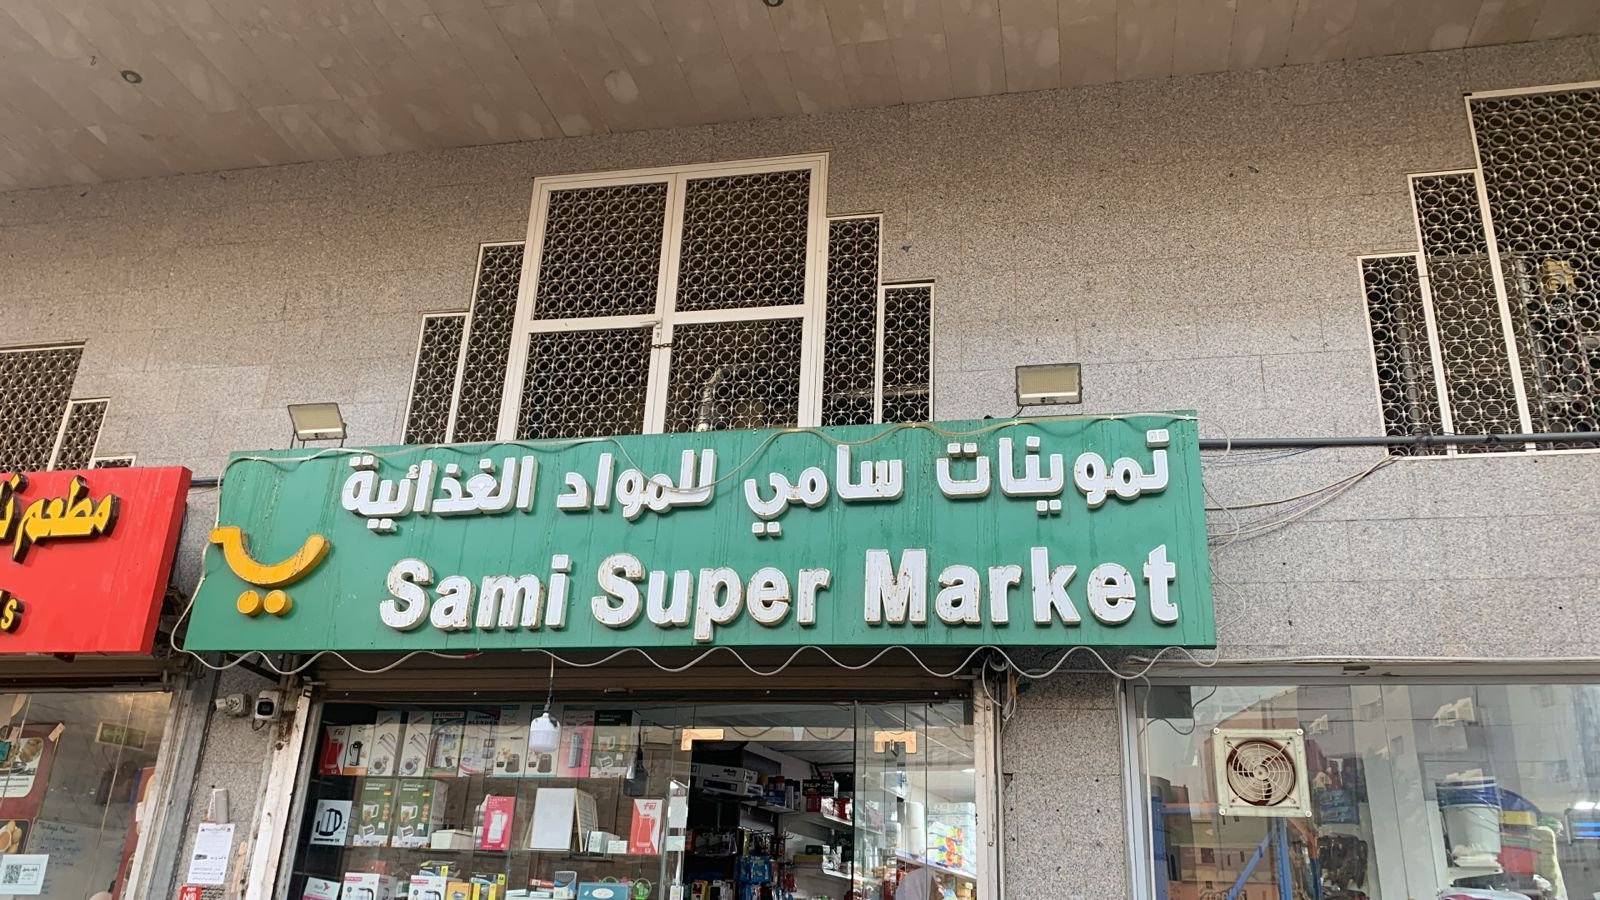 تموينات سامي للمواد الغذائية
Sami Super Market
مطعم